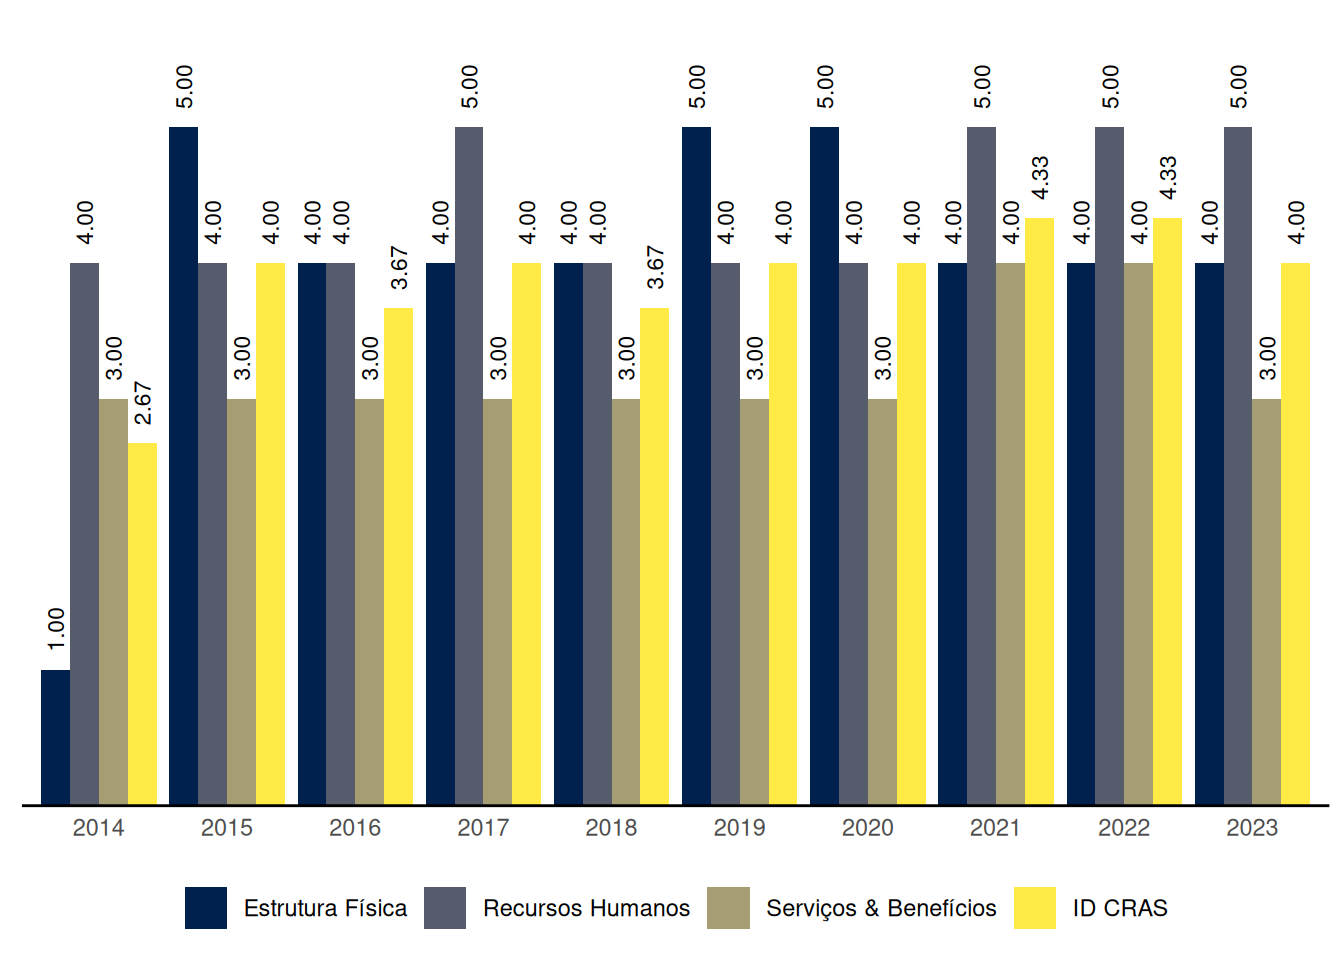 5.00 5.00 5.00 5.00 5.00 5.00 5.00
4.33 4.33
4.00 4.00 4.00 4.00 4.00 4.00 4.00 4.00 4.00 4.00 4.00 4.00 4.00 4.00 4.00 4.00 4.00 4.00 4.00
3.67 3.67
3.00 3.00 3.00 3.00 3.00 3.00 3.00 3.00
2.67
1.00
2014 2015 2016 2017 2018 2019 2020 2021 2022 2023
Estrutura Física Recursos Humanos Serviços & Benefícios ID CRAS